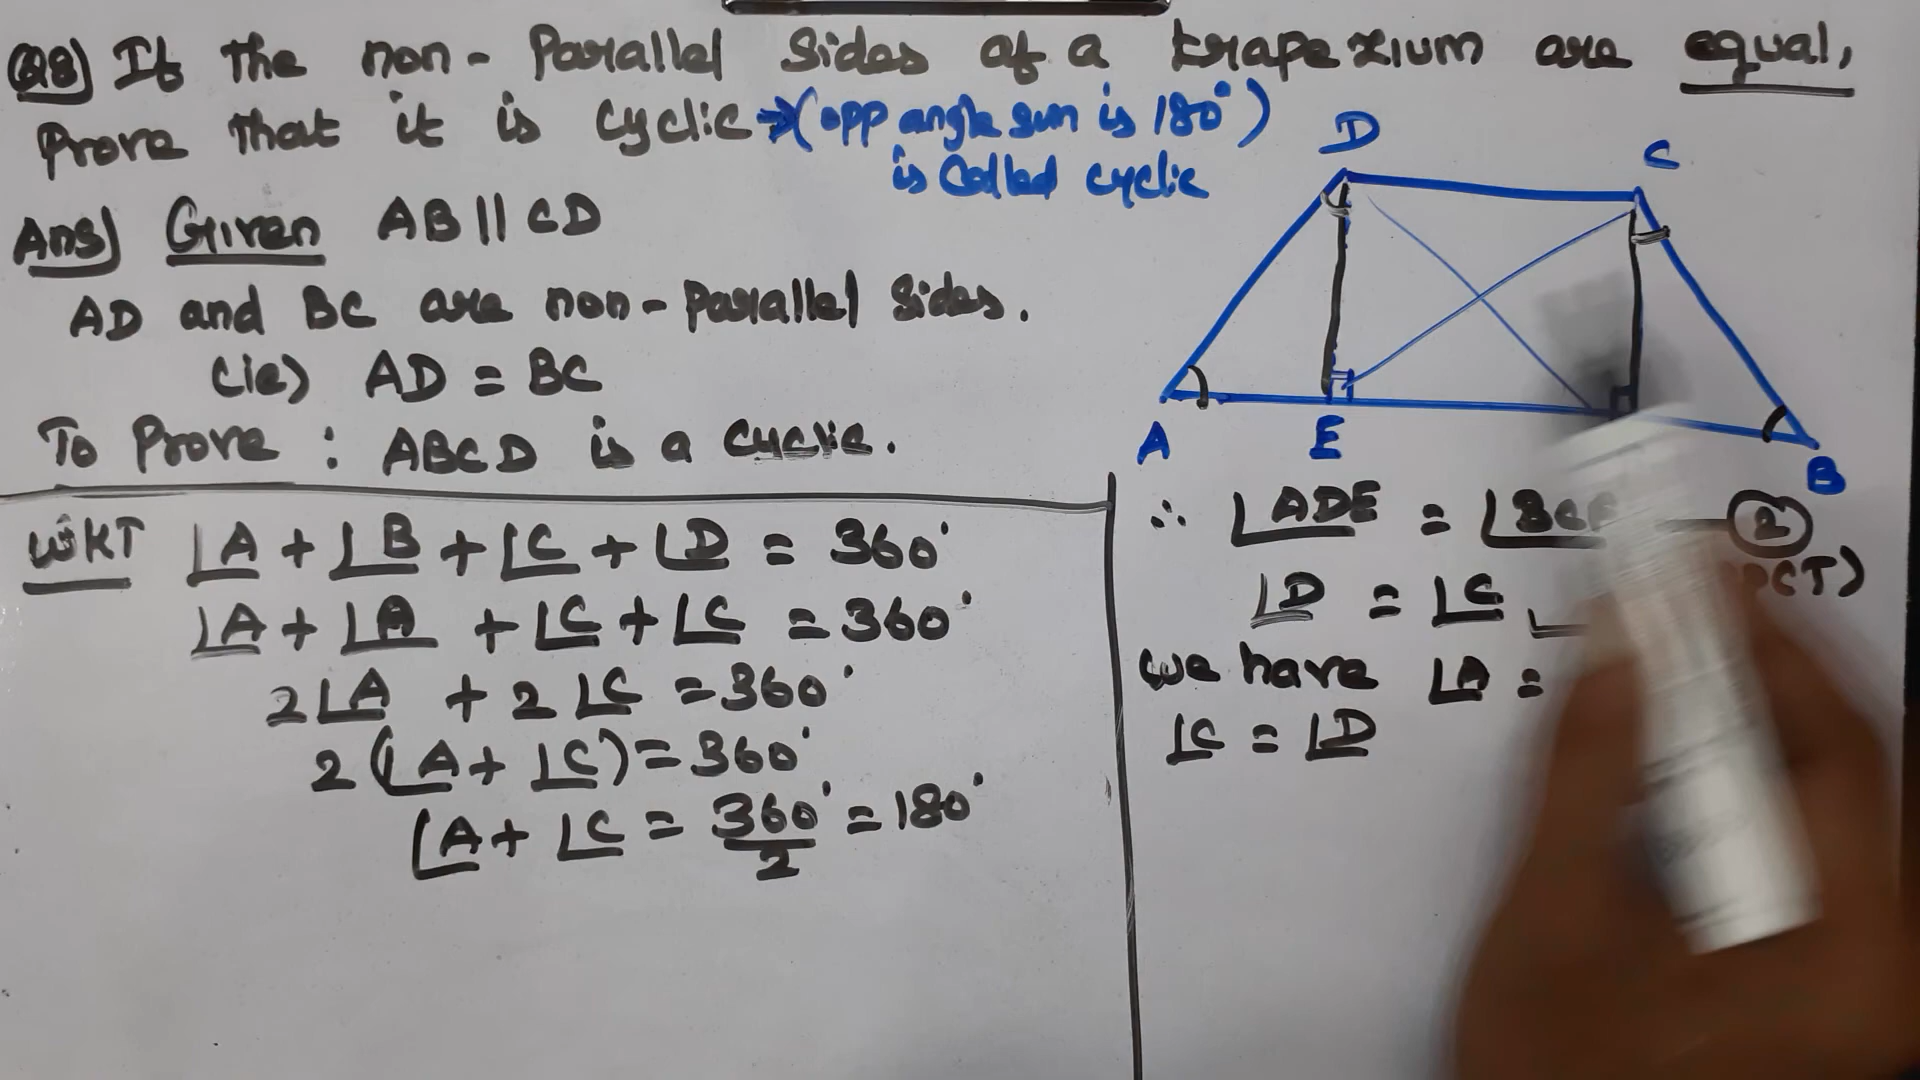 Q8) If the non-Parallel Sides of a trapezium are equal,
Prove that it is cyclic → (opp angle sum is 180°)
is Called cyclic
Ans) Given AB || CD
AD and BC are non-Parallel Sides.
(ie) AD = BC
To Prove : ABCD is a cyclic.
D
C
A
E
B
WKT ∠A + ∠B + ∠C + ∠D = 360°
∠A + ∠A + ∠C + ∠C = 360°
2∠A + 2∠C = 360°
2(∠A + ∠C) = 360°
∠A + ∠C = 360°/2 = 180°
∴ ∠ADE = — 2
∠D = ∠C
we have ∠A =
∠C = ∠D